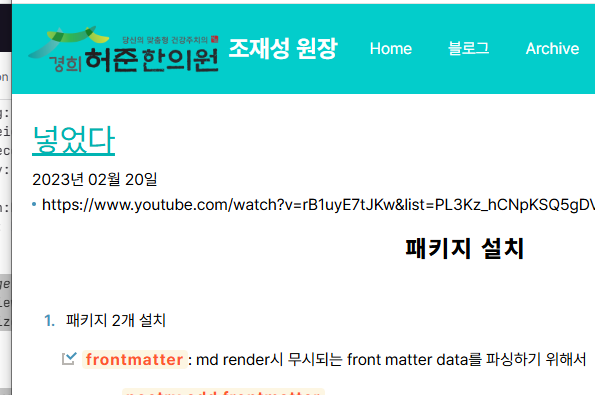 당신의 맞춤형 건강주치의
경희 허준한의원 조재성 원장 Home 블로그 Archive
넣었다
2023년 02월 20일
https://www.youtube.com/watch?v=rB1uyE7tJKw&list=PL3Kz_hCNpKSQ5gDV
패키지 설치
1. 패키지 2개 설치
frontmatter : md render시 무시되는 front matter data를 파싱하기 위해서
poetry add frontmatter